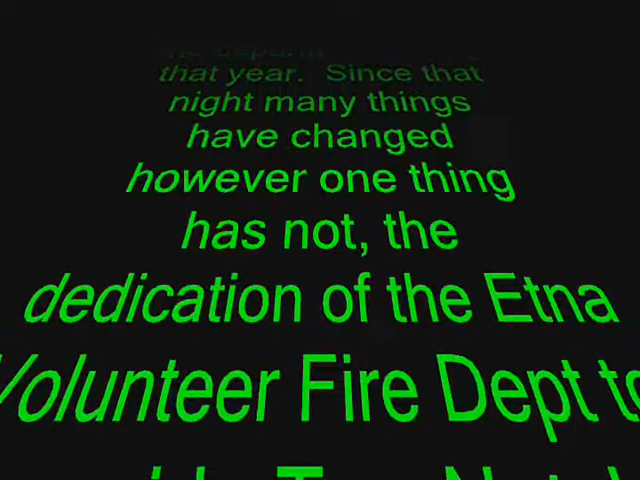 that year. Since that
night many things
have changed
however one thing
has not, the
dedication of the Etna
Volunteer Fire Dept to